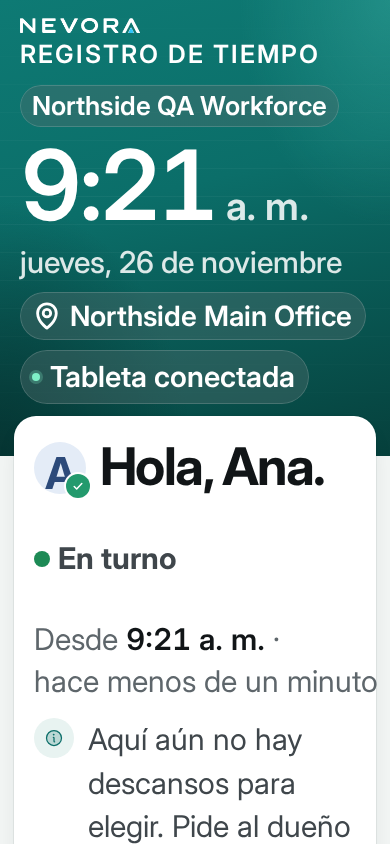 NEVORA
REGISTRO DE TIEMPO
Northside QA Workforce
9:21 a. m.
jueves, 26 de noviembre
Northside Main Office
Tableta conectada
A
Hola, Ana.
En turno
Desde 9:21 a. m. ·
hace menos de un minuto
Aquí aún no hay
descansos para
elegir. Pide al dueño